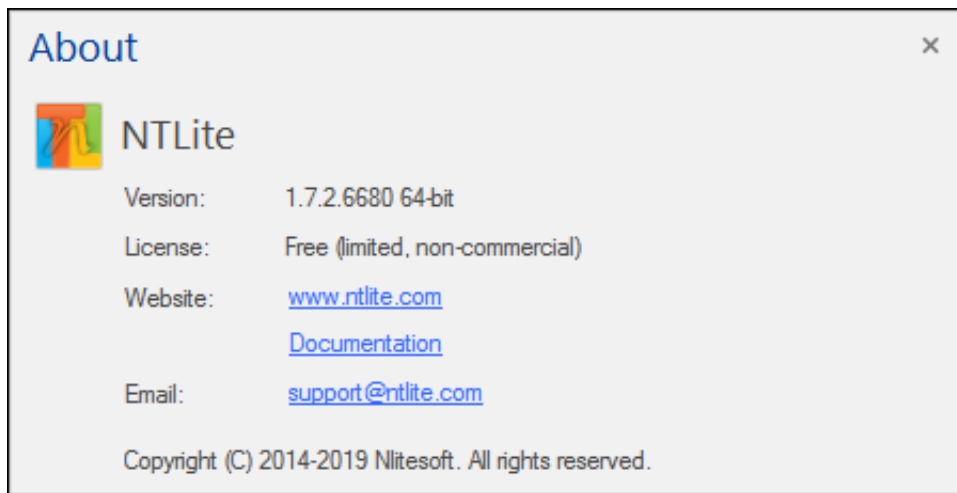 About
NTLite
Version: 1.7.2.6680 64-bit
License: Free (limited, non-commercial)
Website: www.ntlite.com
Documentation
Email: support@ntlite.com
Copyright (C) 2014-2019 Nlitesoft. All rights reserved.